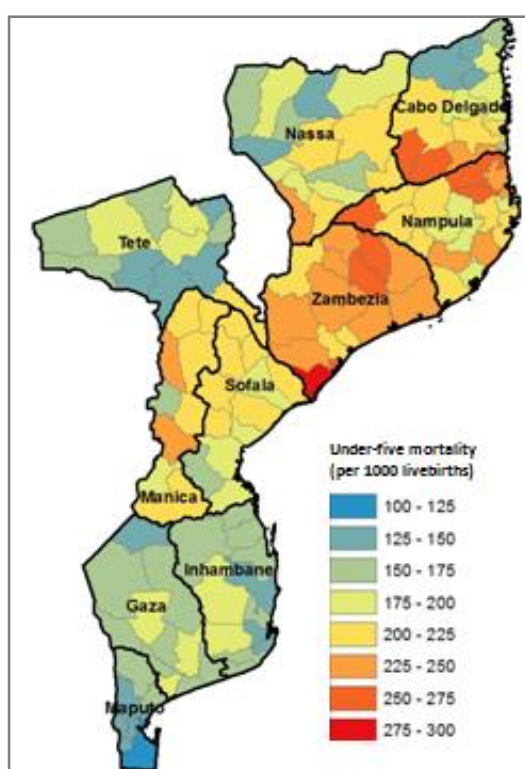 Cabo Delgado
Nassa
Nampula
Tete
Zambezia
Sofala
Manica
Inhambane
Gaza
Maputo
Under-five mortality
(per 1000 livebirths)
100 - 125
125 - 150
150 - 175
175 - 200
200 - 225
225 - 250
250 - 275
275 - 300